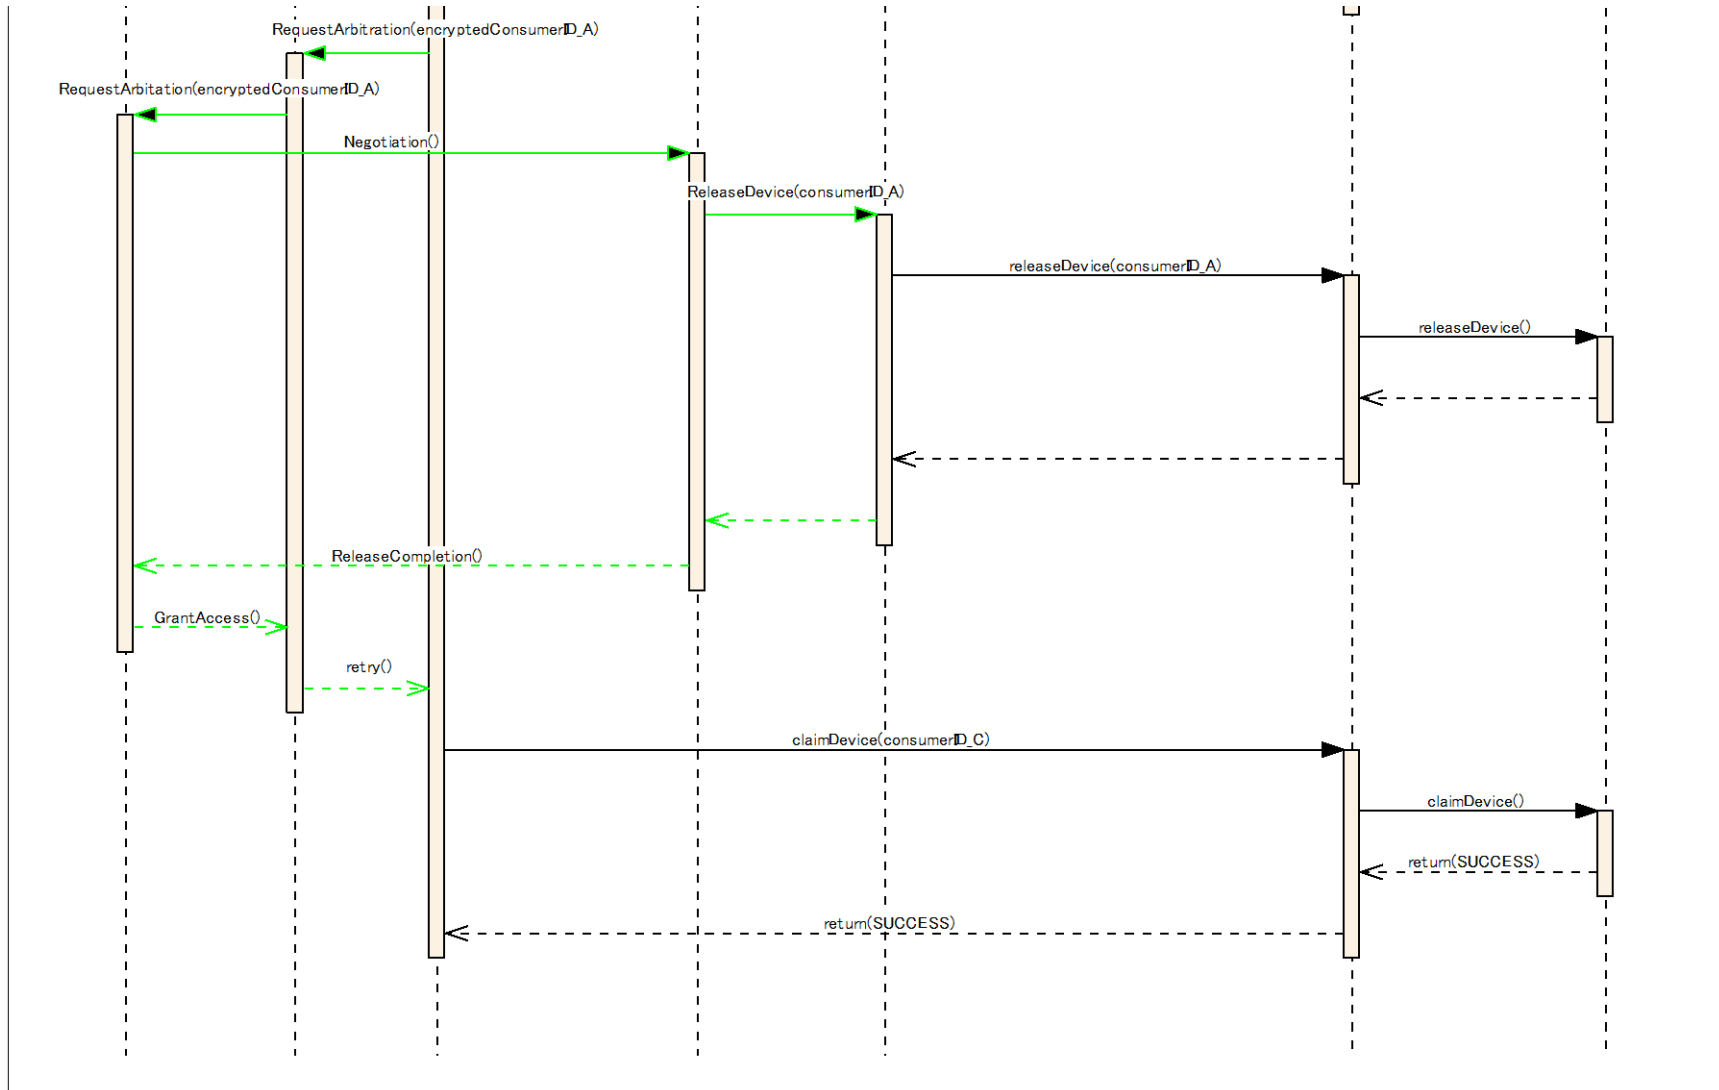 RequestArbitration(encryptedConsumerID_A)
RequestArbitation(encryptedConsumerID_A)
Negotiation()
ReleaseDevice(consumerID_A)
releaseDevice(consumerID_A)
releaseDevice()
ReleaseCompletion()
GrantAccess()
retry()
claimDevice(consumerID_C)
claimDevice()
return(SUCCESS)
return(SUCCESS)